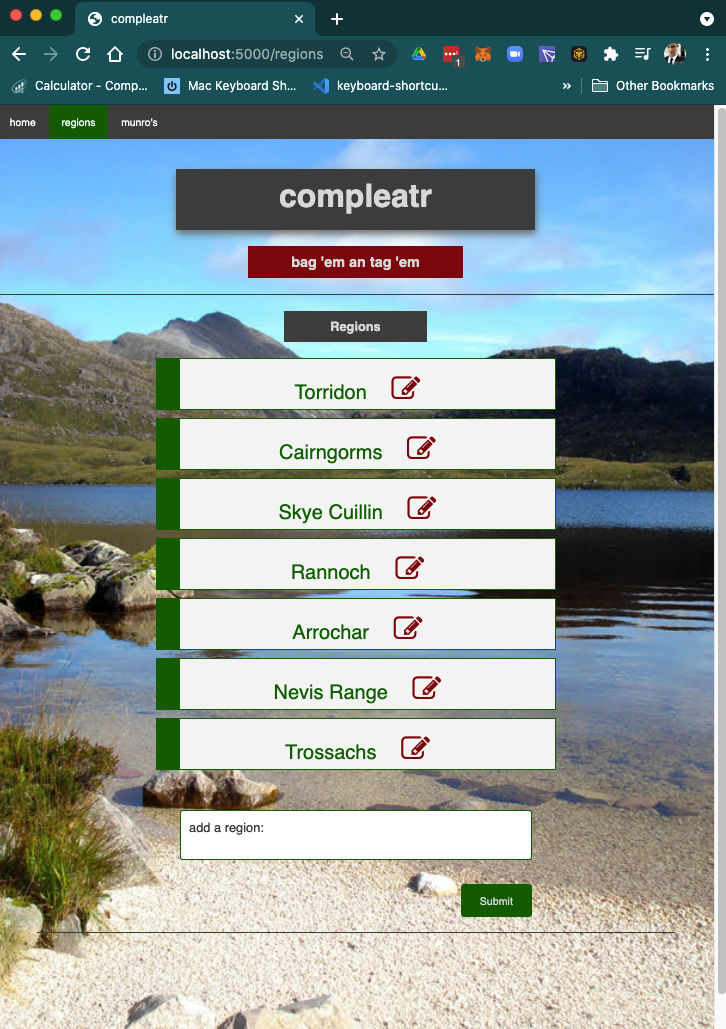 compleatr
localhost:5000/regions
1
Calculator - Comp...
Mac Keyboard Sh...
keyboard-shortcu...
»
Other Bookmarks
home
regions
munro's
compleatr
bag 'em an tag 'em
Regions
Torridon
Cairngorms
Skye Cuillin
Rannoch
Arrochar
Nevis Range
Trossachs
add a region:
Submit